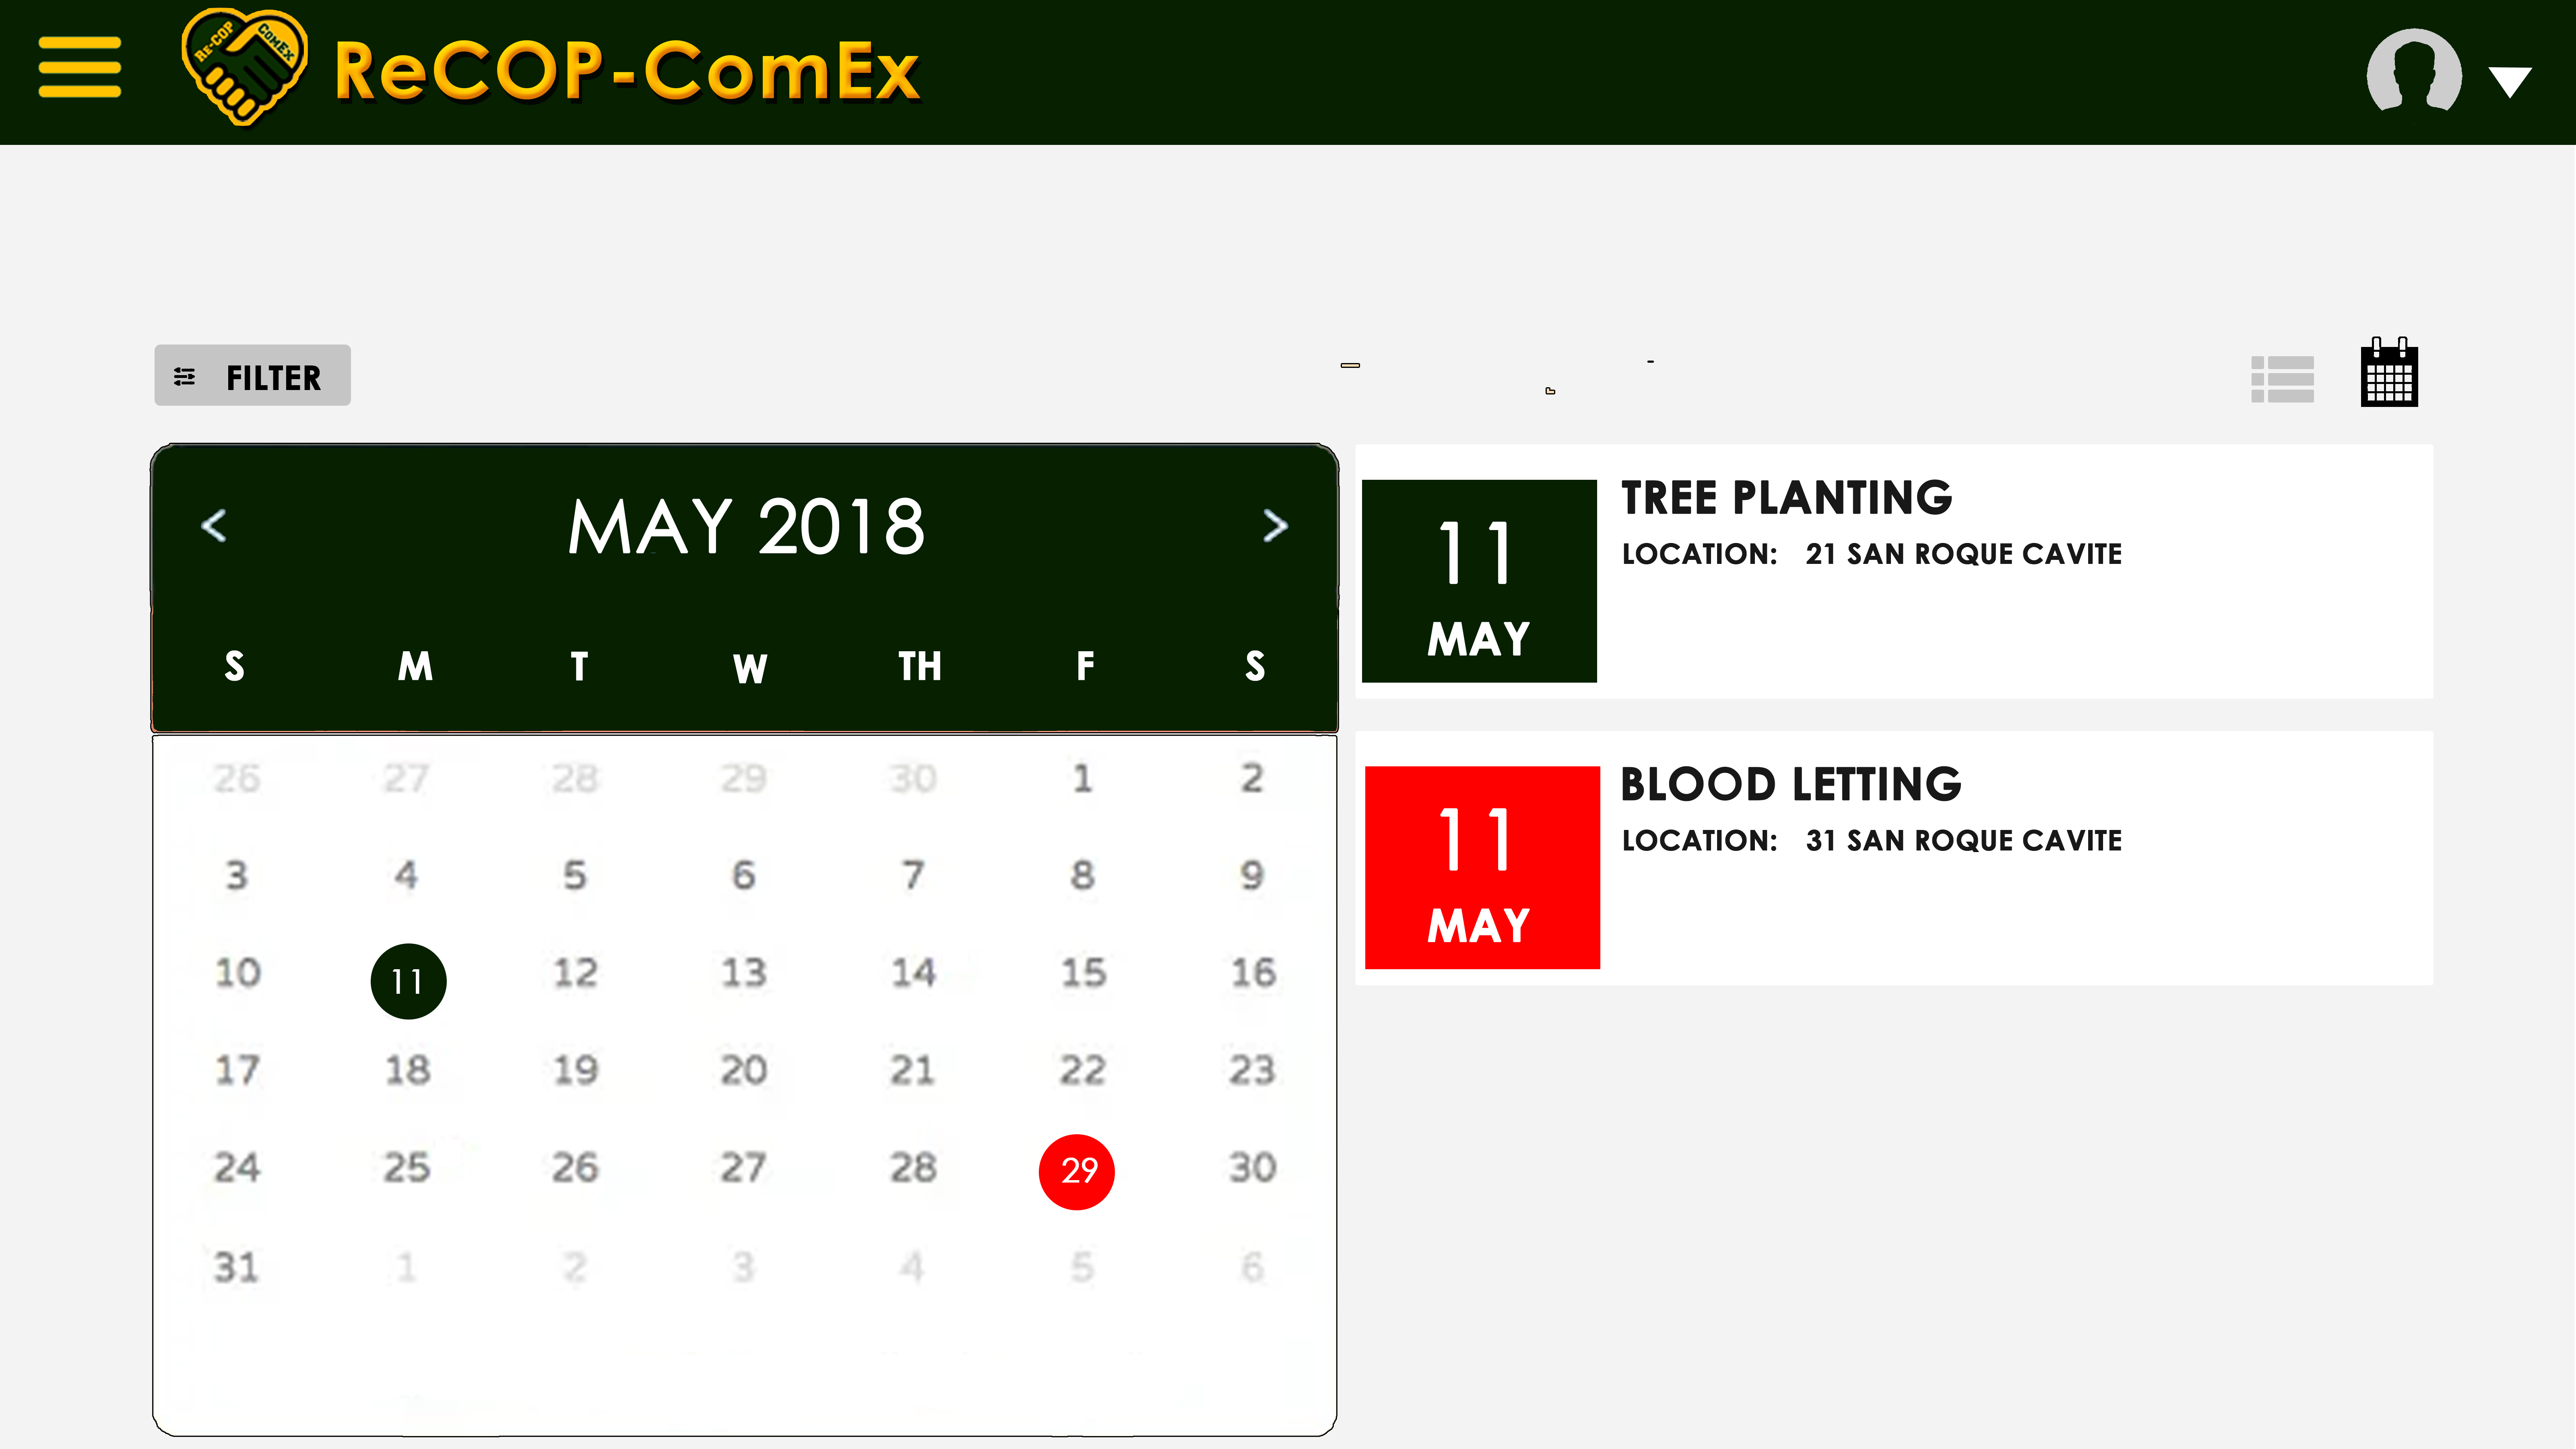 Re-COP ComEx
ReCOP-ComEx
FILTER
< MAY 2018 >
S M T W TH F S
26 27 28 29 30 1 2
3 4 5 6 7 8 9
10 11 12 13 14 15 16
17 18 19 20 21 22 23
24 25 26 27 28 29 30
31 1 2 3 4 5 6
11
MAY
TREE PLANTING
LOCATION: 21 SAN ROQUE CAVITE
11
MAY
BLOOD LETTING
LOCATION: 31 SAN ROQUE CAVITE